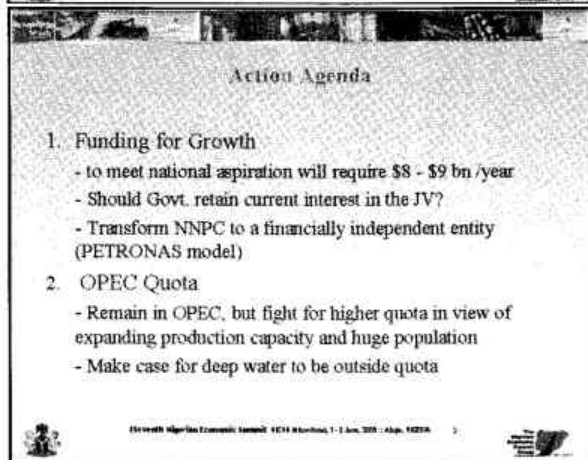 Action Agenda
1. Funding for Growth
- to meet national aspiration will require $8 - $9 bn /year
- Should Govt. retain current interest in the JV?
- Transform NNPC to a financially independent entity
(PETRONAS model)
2. OPEC Quota
- Remain in OPEC, but fight for higher quota in view of
expanding production capacity and huge population
- Make case for deep water to be outside quota
Eleventh Nigerian Economic Summit